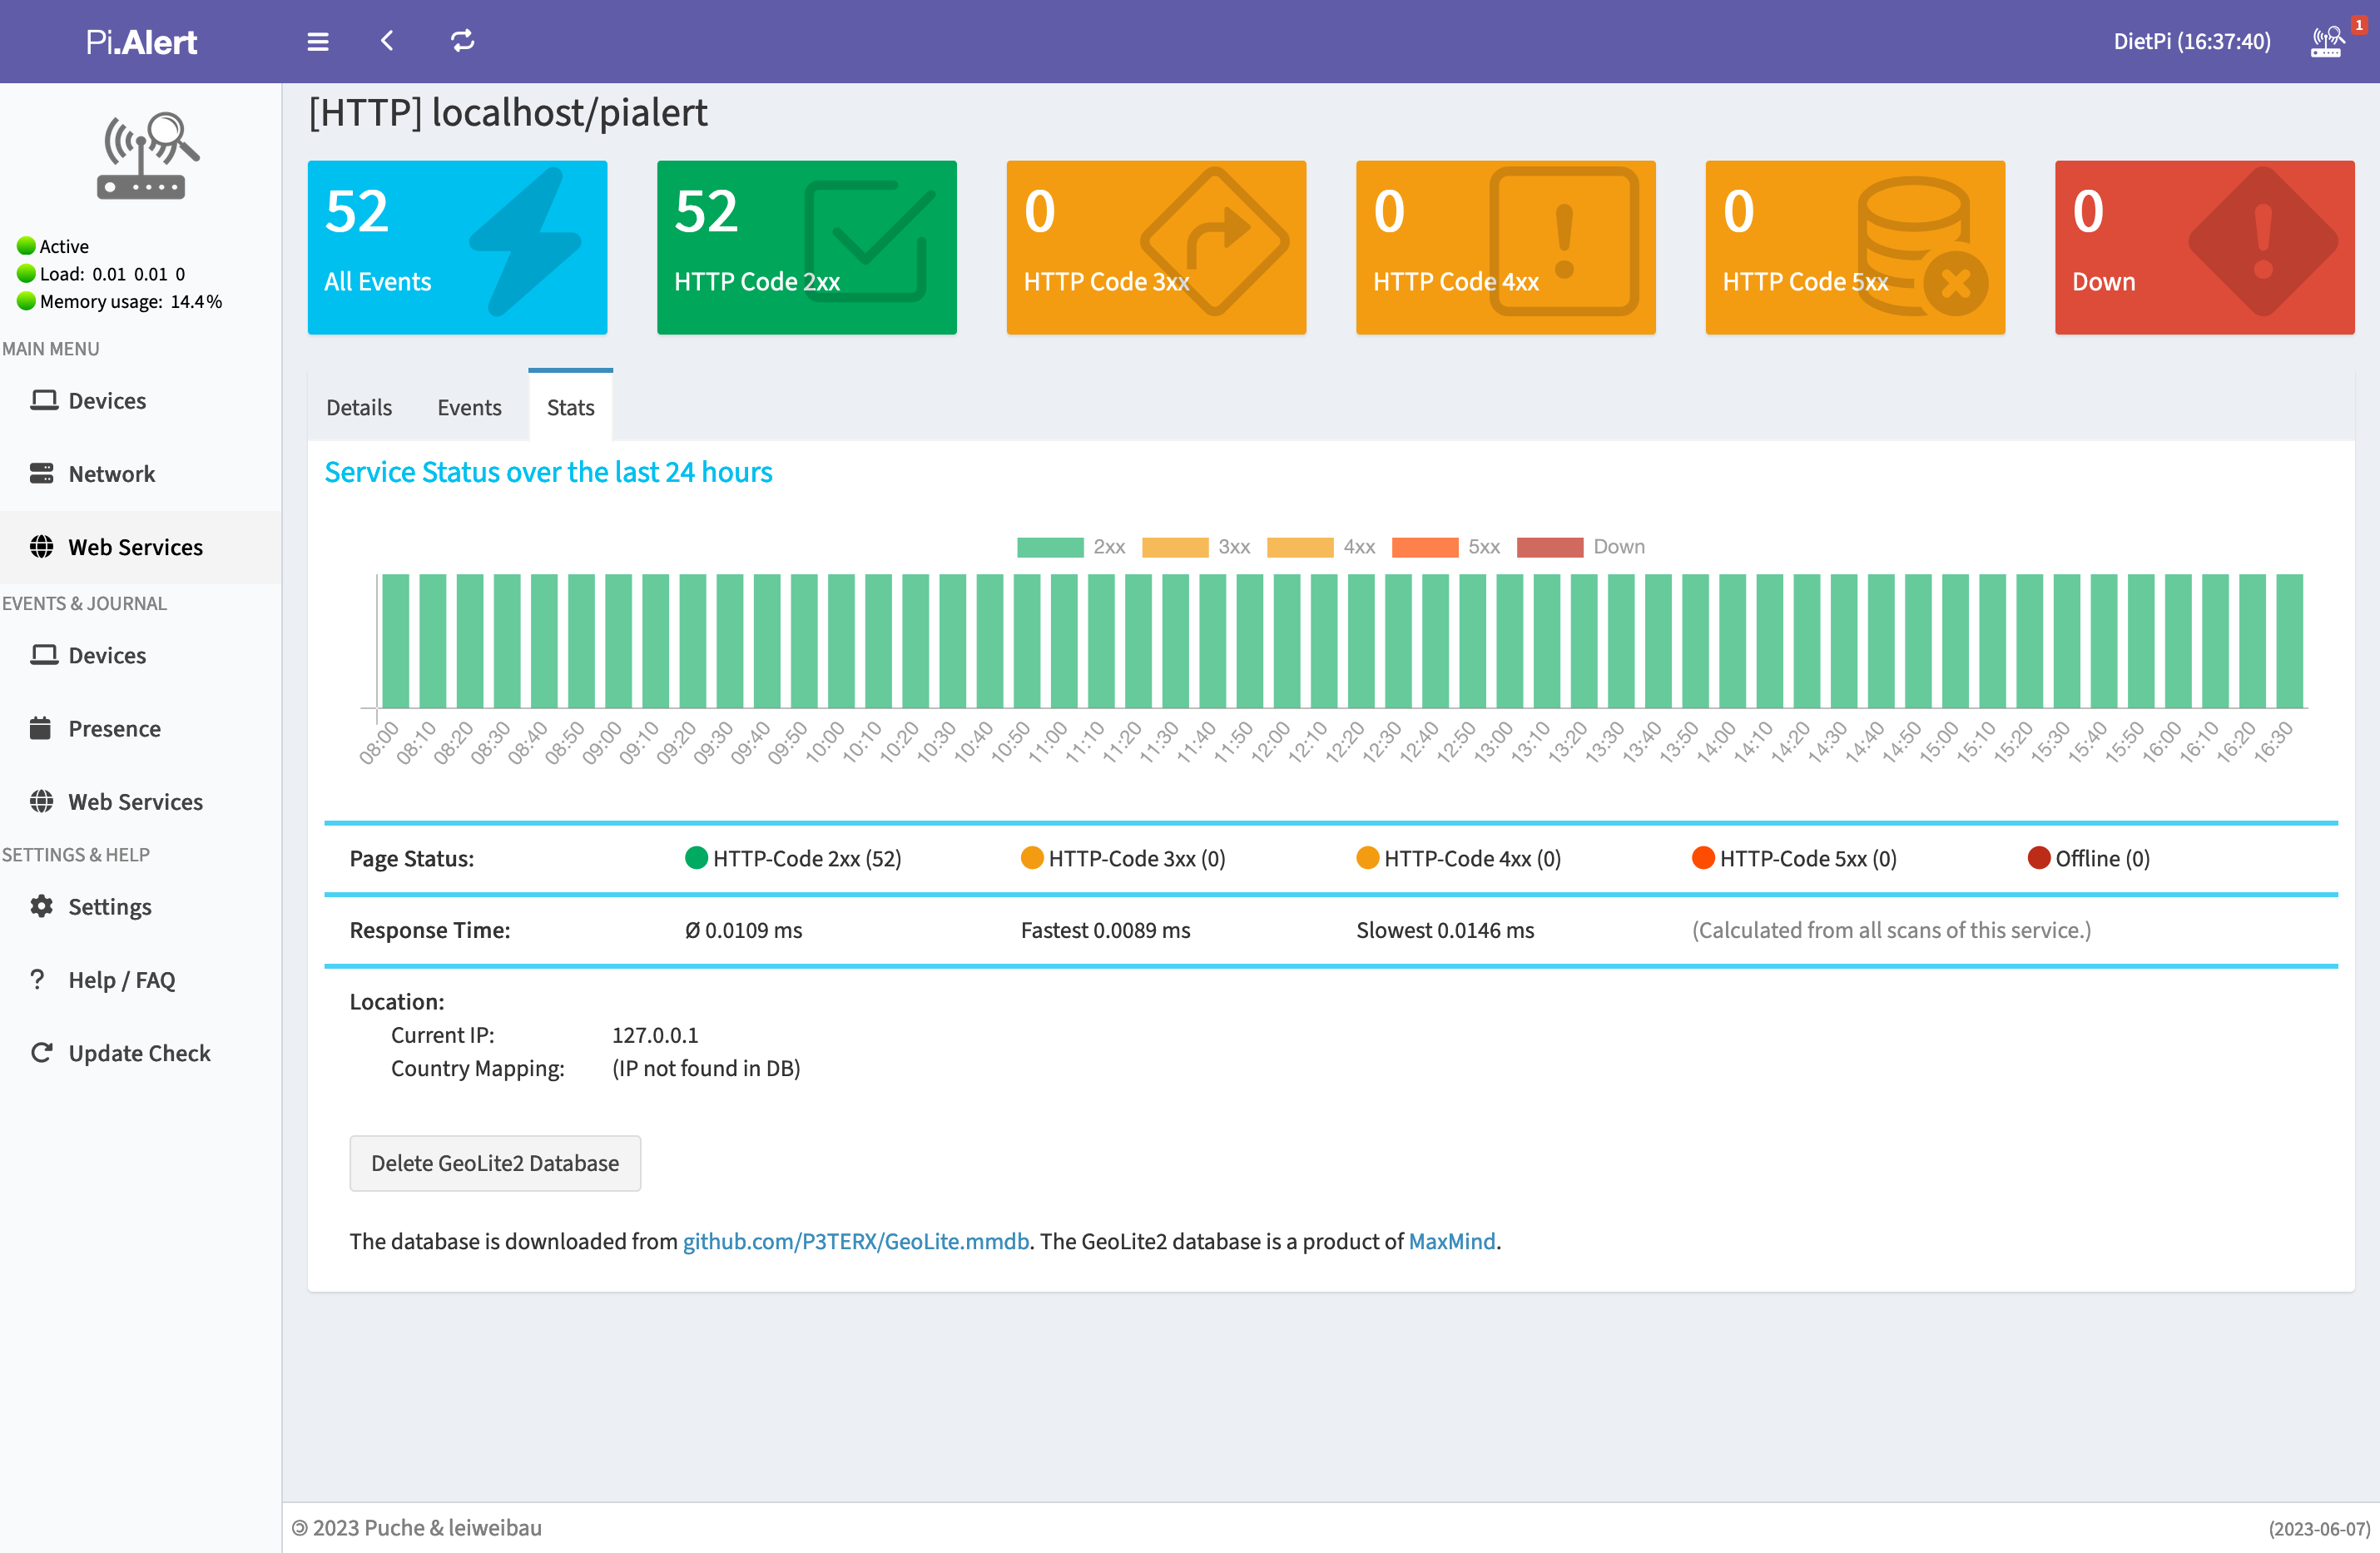 Pi.Alert
DietPi (16:37:40)
1
Active
Load: 0.01 0.01 0
Memory usage: 14.4%
MAIN MENU
Devices
Network
Web Services
EVENTS & JOURNAL
Devices
Presence
Web Services
SETTINGS & HELP
Settings
Help / FAQ
Update Check
[HTTP] localhost/pialert
52
All Events
52
HTTP Code 2xx
0
HTTP Code 3xx
0
HTTP Code 4xx
0
HTTP Code 5xx
0
Down
Details Events Stats
Service Status over the last 24 hours
2xx 3xx 4xx 5xx Down
08:00 08:10 08:20 08:30 08:40 08:50 09:00 09:10 09:20 09:30 09:40 09:50 10:00 10:10 10:20 10:30 10:40 10:50 11:00 11:10 11:20 11:30 11:40 11:50 12:00 12:10 12:20 12:30 12:40 12:50 13:00 13:10 13:20 13:30 13:40 13:50 14:00 14:10 14:20 14:30 14:40 14:50 15:00 15:10 15:20 15:30 15:40 15:50 16:00 16:10 16:20 16:30
Page Status: HTTP-Code 2xx (52) HTTP-Code 3xx (0) HTTP-Code 4xx (0) HTTP-Code 5xx (0) Offline (0)
Response Time: Ø 0.0109 ms Fastest 0.0089 ms Slowest 0.0146 ms (Calculated from all scans of this service.)
Location:
Current IP: 127.0.0.1
Country Mapping: (IP not found in DB)
Delete GeoLite2 Database
The database is downloaded from github.com/P3TERX/GeoLite.mmdb. The GeoLite2 database is a product of MaxMind.
🄯 2023 Puche & leiweibau
(2023-06-07)